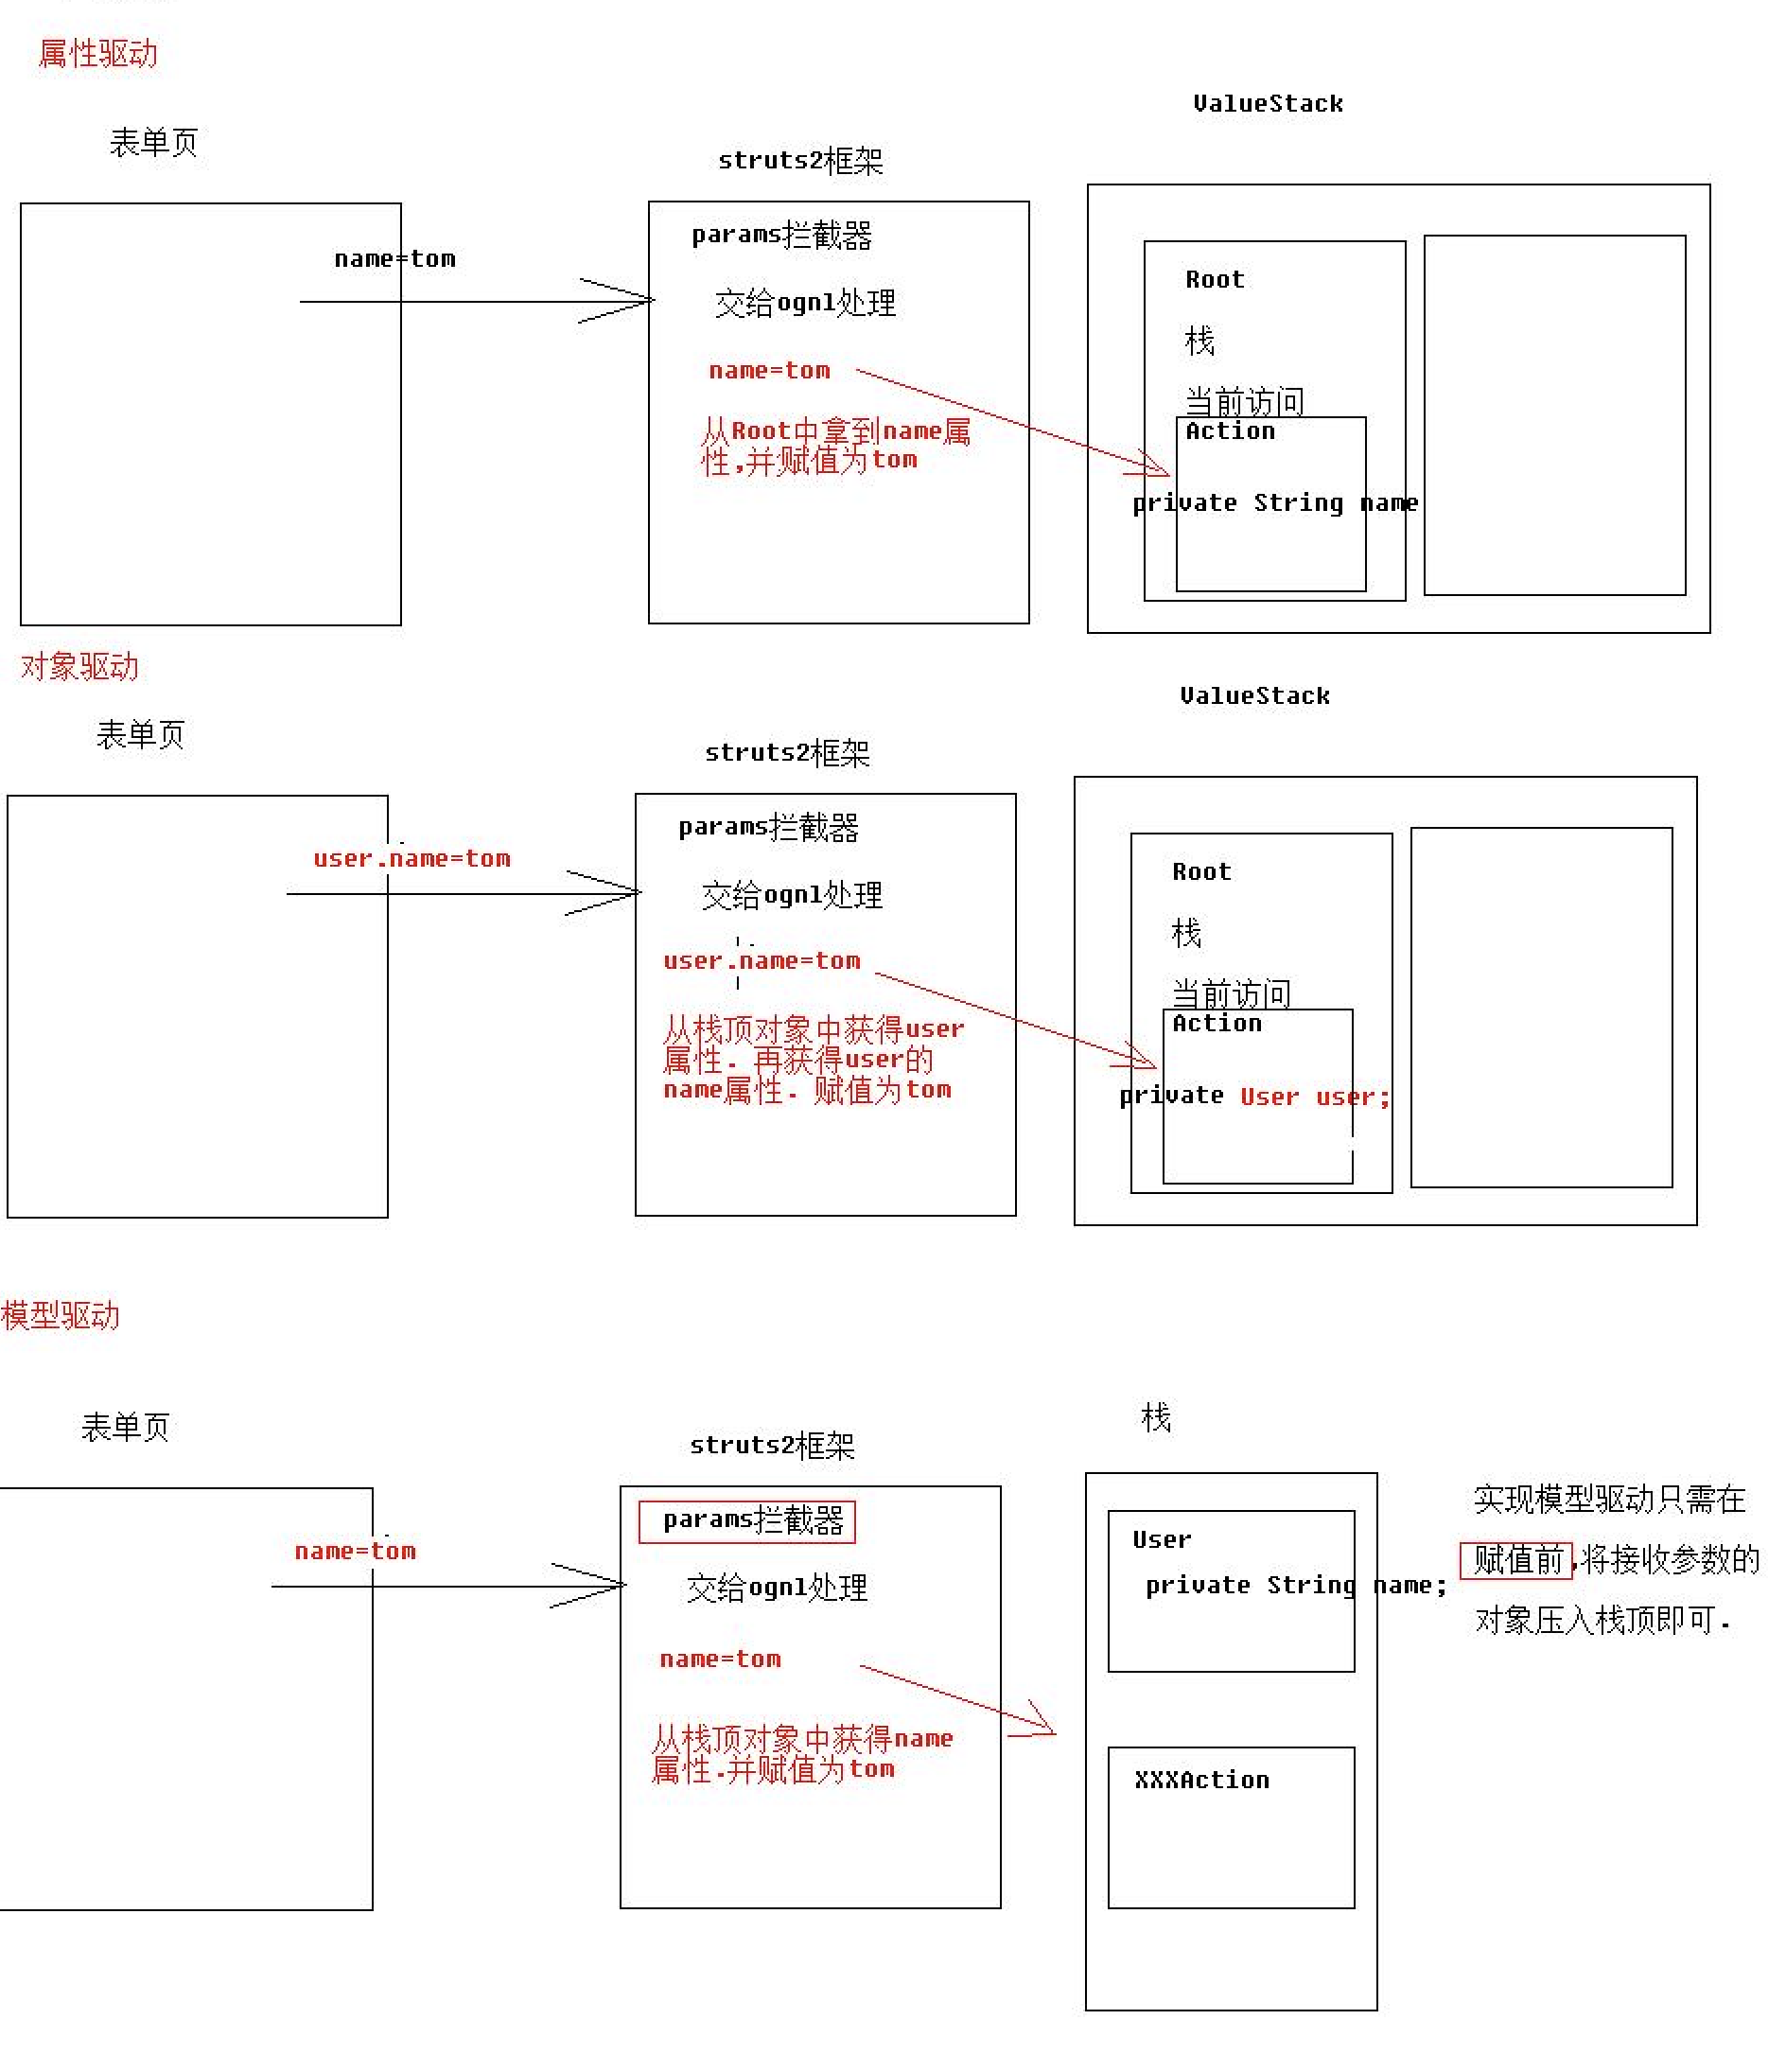 属性驱动
表单页
struts2框架
ValueStack
name=tom
params拦截器
交给ognl处理
name=tom
从Root中拿到name属
性,并赋值为tom
Root
栈
当前访问
Action
private String name
对象驱动
表单页
struts2框架
ValueStack
user.name=tom
params拦截器
交给ognl处理
user.name=tom
从栈顶对象中获得user
属性. 再获得user的
name属性. 赋值为tom
Root
栈
当前访问
Action
private User user;
模型驱动
表单页
struts2框架
栈
name=tom
params拦截器
交给ognl处理
name=tom
从栈顶对象中获得name
属性.并赋值为tom
User
private String name;
XXXAction
实现模型驱动只需在
赋值前,将接收参数的
对象压入栈顶即可.